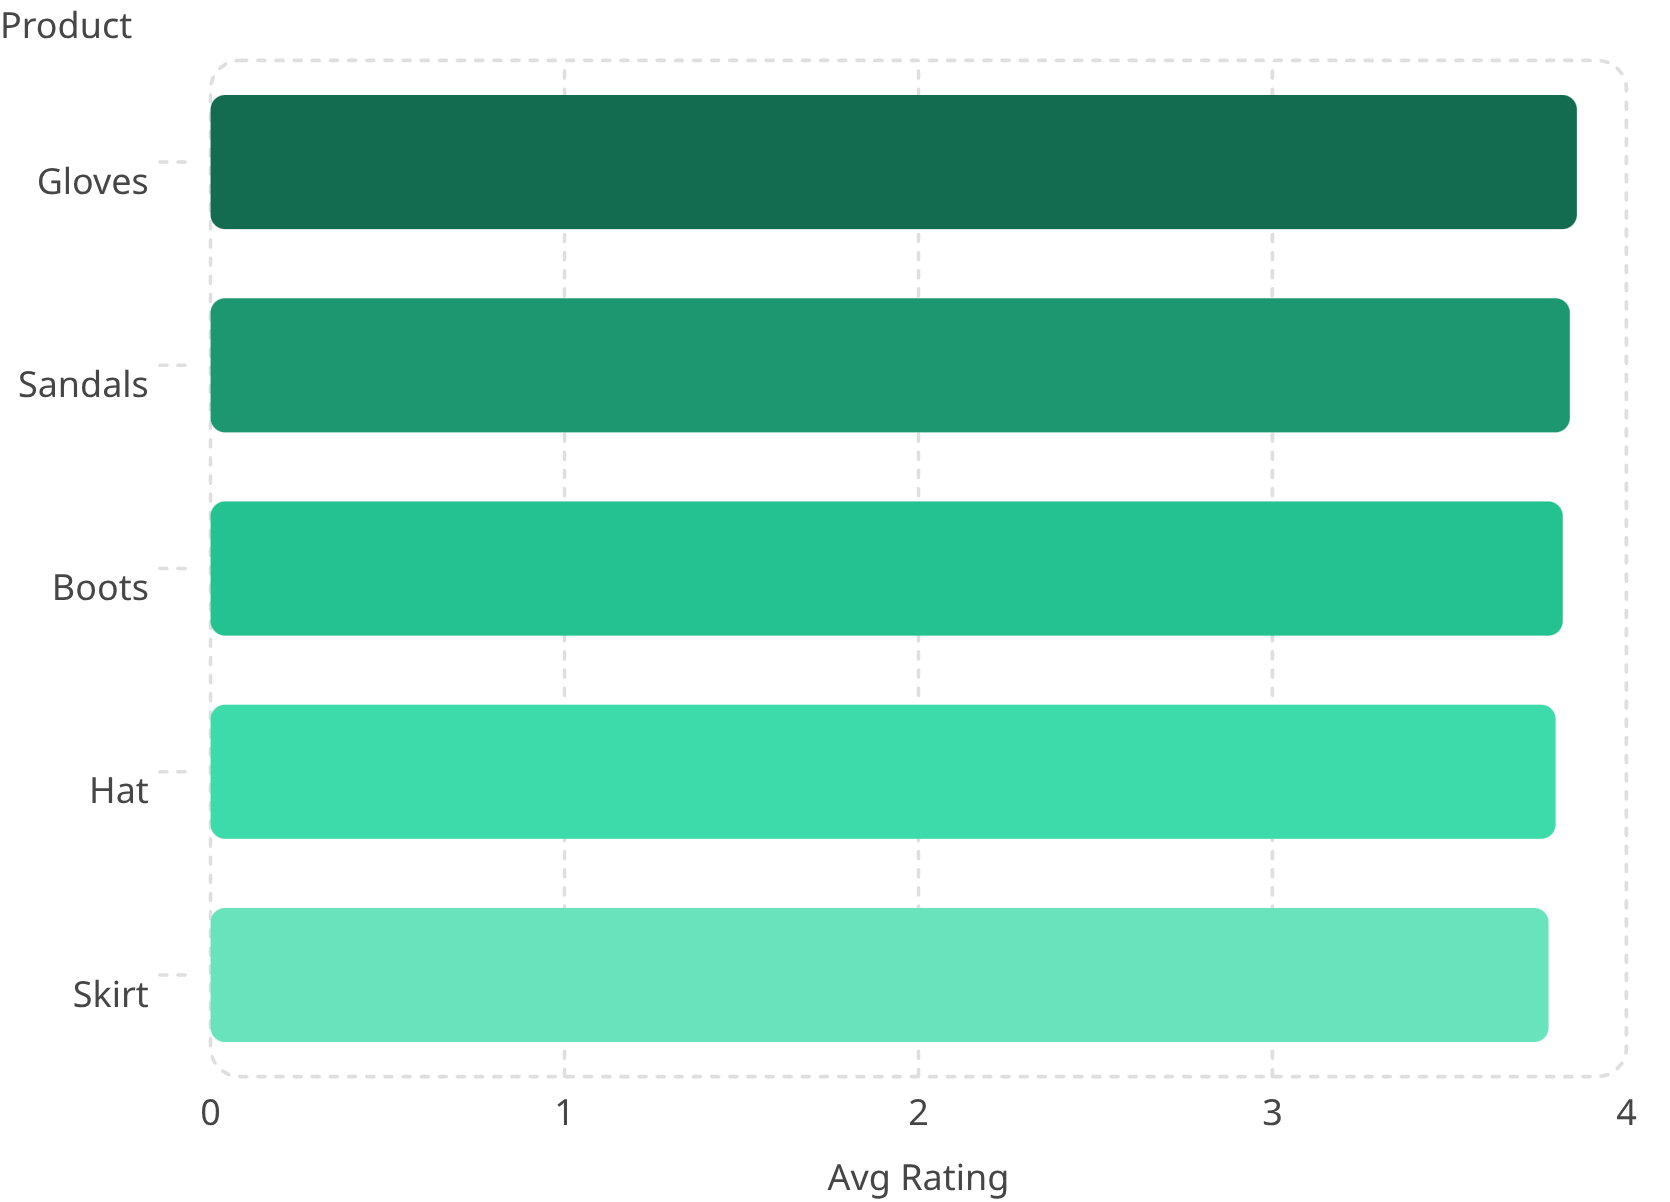 Product
Gloves
Sandals
Boots
Hat
Skirt
0 1 2 3 4
Avg Rating